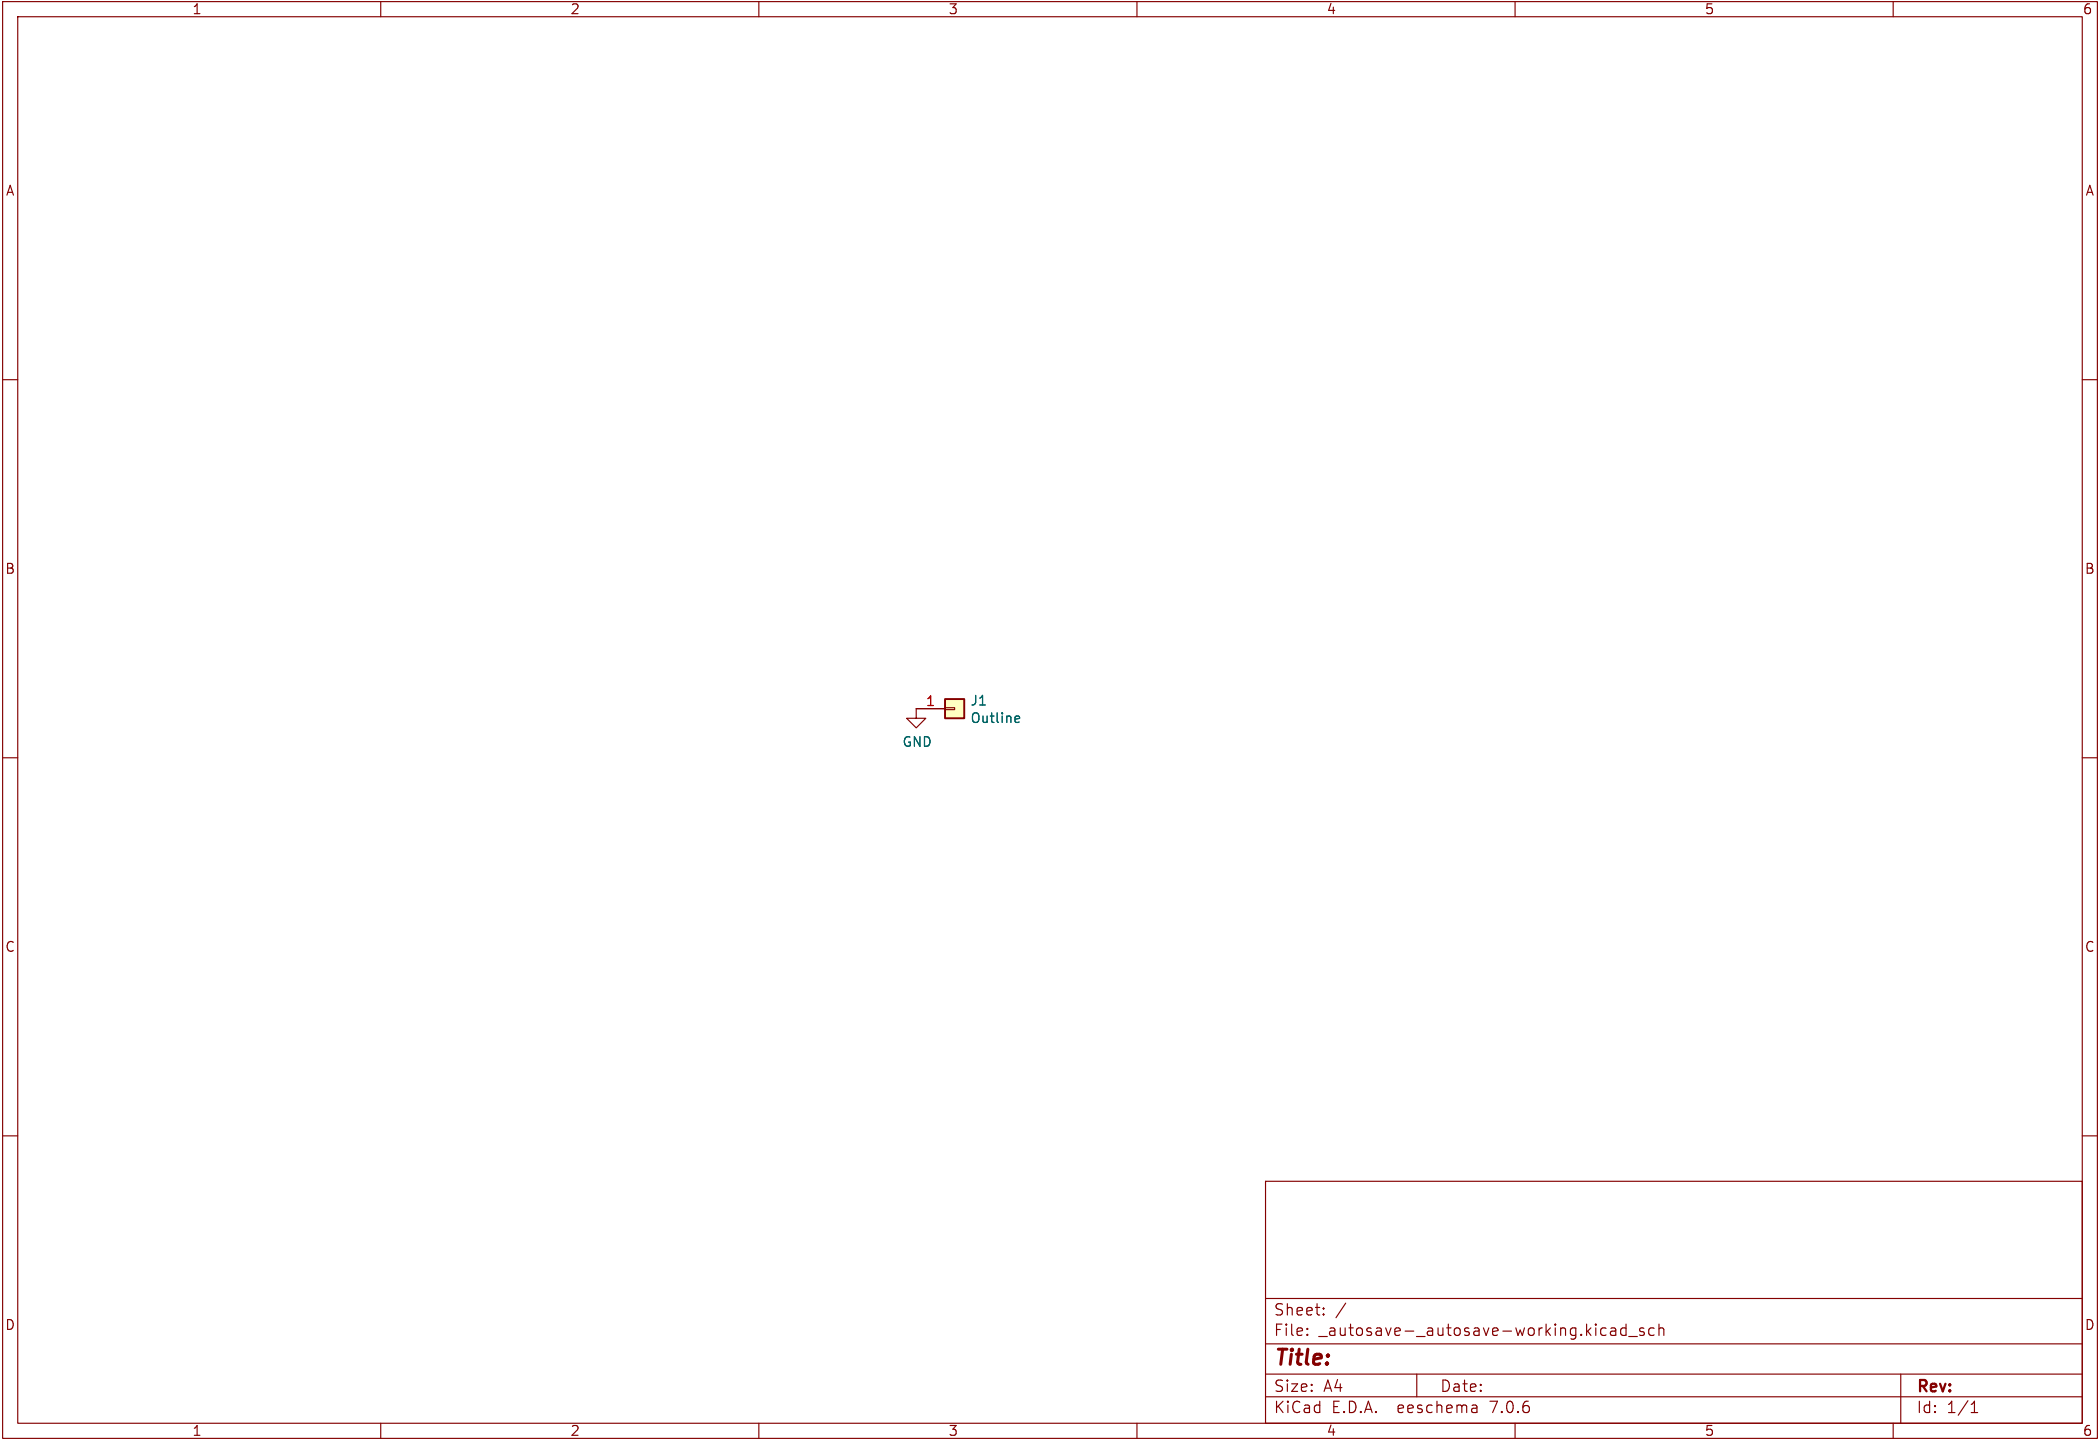 1 2 3 4 5 6
A A
B B
1 J1
Outline
GND
C C
Sheet: /
File: _autosave-_autosave-working.kicad_sch
D D
Title:
Size: A4 Date: Rev:
KiCad E.D.A. eeschema 7.0.6 Id: 1/1
1 2 3 4 5 6